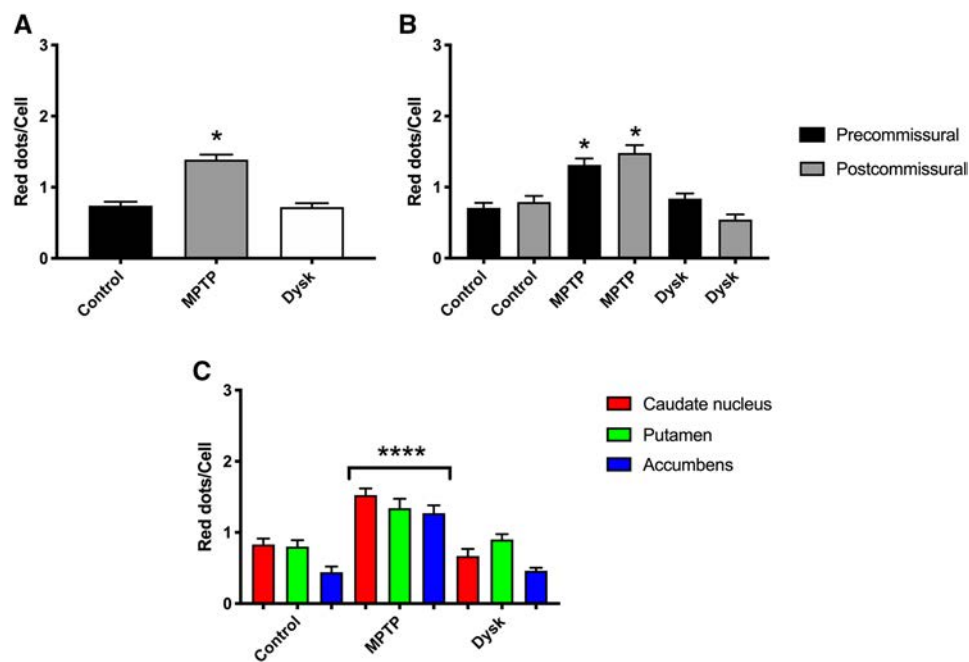 A
Red dots/Cell
3
2
1
0
*
Control
MPTP
Dysk
B
Red dots/Cell
3
2
1
0
*
*
Control
Control
MPTP
MPTP
Dysk
Dysk
Precommissural
Postcommissural
C
Red dots/Cell
3
2
1
0
****
Control
MPTP
Dysk
Caudate nucleus
Putamen
Accumbens